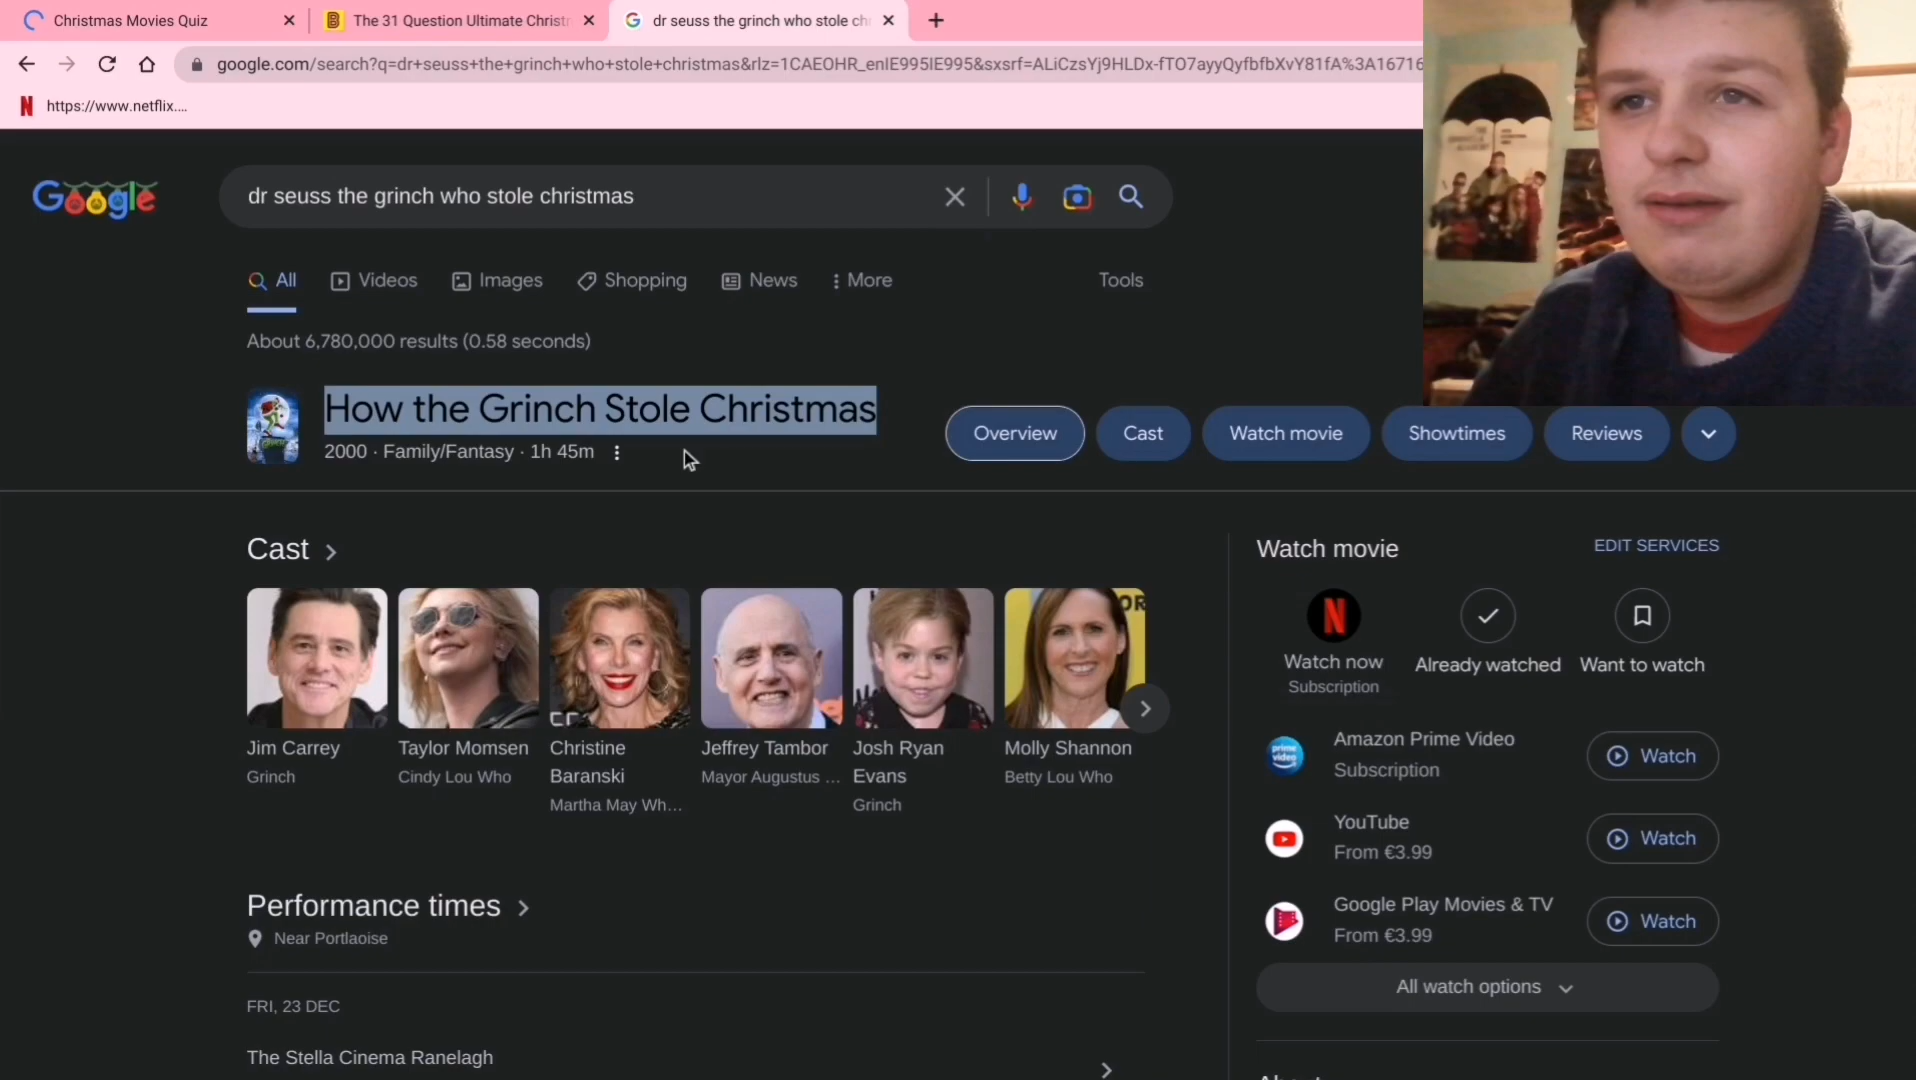 Christmas Movies Quiz
The 31 Question Ultimate Christ
dr seuss the grinch who stole ch
google.com/search?q=dr+seuss+the+grinch+who+stole+christmas&rlz=1CAEOHR_enIE995IE995&sxsrf=ALiCzsYj9HLDx-fTO7ayyQyfbfbXvY81fA%3A16716
https://www.netflix....
Google
dr seuss the grinch who stole christmas
All
Videos
Images
Shopping
News
More
Tools
About 6,780,000 results (0.58 seconds)
How the Grinch Stole Christmas
2000 · Family/Fantasy · 1h 45m
Overview
Cast
Watch movie
Showtimes
Reviews
Cast
Jim Carrey
Grinch
Taylor Momsen
Cindy Lou Who
Christine
Baranski
Martha May Wh...
Jeffrey Tambor
Mayor Augustus ...
Josh Ryan
Evans
Grinch
Molly Shannon
Betty Lou Who
Performance times
Near Portlaoise
FRI, 23 DEC
The Stella Cinema Ranelagh
Watch movie
EDIT SERVICES
Watch now
Subscription
Already watched
Want to watch
prime
video
Amazon Prime Video
Subscription
Watch
YouTube
From €3.99
Watch
Google Play Movies & TV
From €3.99
Watch
All watch options